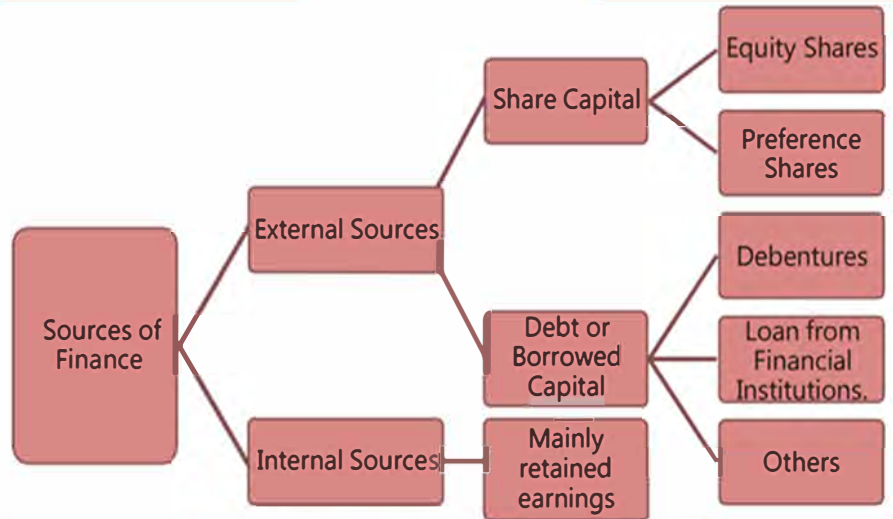 Sources of
Finance
External Sources
Internal Sources
Share Capital
Debt or
Borrowed
Capital
Mainly
retained
earnings
Equity Shares
Preference
Shares
Debentures
Loan from
Financial
Institutions.
Others